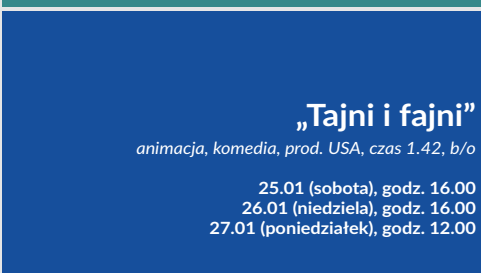 „Tajni i fajni”
animacja, komedia, prod. USA, czas 1.42, b/o
25.01 (sobota), godz. 16.00
26.01 (niedziela), godz. 16.00
27.01 (poniedziałek), godz. 12.00